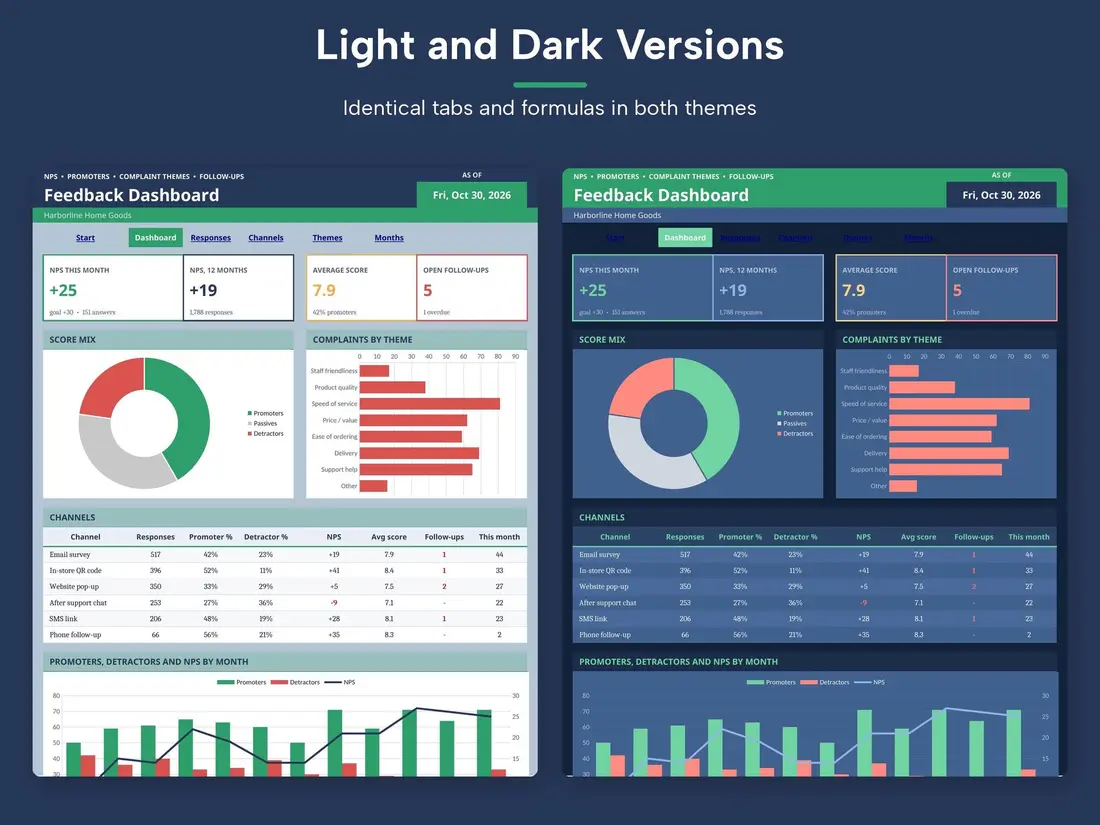 Light and Dark Versions
Identical tabs and formulas in both themes
NPS • PROMOTERS • COMPLAINT THEMES • FOLLOW-UPS
AS OF
Feedback Dashboard
Fri, Oct 30, 2026
Harborline Home Goods
Start Dashboard Responses Channels Themes Months
NPS THIS MONTH NPS, 12 MONTHS AVERAGE SCORE OPEN FOLLOW-UPS
+25 +19 7.9 5
goal +30 • 151 answers 1,788 responses 42% promoters 1 overdue
SCORE MIX COMPLAINTS BY THEME
0 10 20 30 40 50 60 70 80 90
Staff friendliness
Product quality
Speed of service
Price / value
Ease of ordering
Delivery
Support help
Other
Promoters
Passives
Detractors
CHANNELS
Channel Responses Promoter % Detractor % NPS Avg score Follow-ups This month
Email survey 517 42% 23% +19 7.9 1 44
In-store QR code 396 52% 11% +41 8.4 1 33
Website pop-up 350 33% 29% +5 7.5 2 27
After support chat 253 27% 36% -9 7.1 - 22
SMS link 206 48% 19% +28 8.1 1 23
Phone follow-up 66 56% 21% +35 8.3 - 2
PROMOTERS, DETRACTORS AND NPS BY MONTH
Promoters Detractors NPS
80 30
70 25
60 20
50
40 15
30
NPS • PROMOTERS • COMPLAINT THEMES • FOLLOW-UPS
AS OF
Feedback Dashboard
Fri, Oct 30, 2026
Harborline Home Goods
Start Dashboard Responses Channels Themes Months
NPS THIS MONTH NPS, 12 MONTHS AVERAGE SCORE OPEN FOLLOW-UPS
+25 +19 7.9 5
goal +30 • 151 answers 1,788 responses 42% promoters 1 overdue
SCORE MIX COMPLAINTS BY THEME
0 10 20 30 40 50 60 70 80 90
Staff friendliness
Product quality
Speed of service
Price / value
Ease of ordering
Delivery
Support help
Other
Promoters
Passives
Detractors
CHANNELS
Channel Responses Promoter % Detractor % NPS Avg score Follow-ups This month
Email survey 517 42% 23% +19 7.9 1 44
In-store QR code 396 52% 11% +41 8.4 1 33
Website pop-up 350 33% 29% +5 7.5 2 27
After support chat 253 27% 36% -9 7.1 - 22
SMS link 206 48% 19% +28 8.1 1 23
Phone follow-up 66 56% 21% +35 8.3 - 2
PROMOTERS, DETRACTORS AND NPS BY MONTH
Promoters Detractors NPS
80 30
70 25
60 20
50
40 15
30